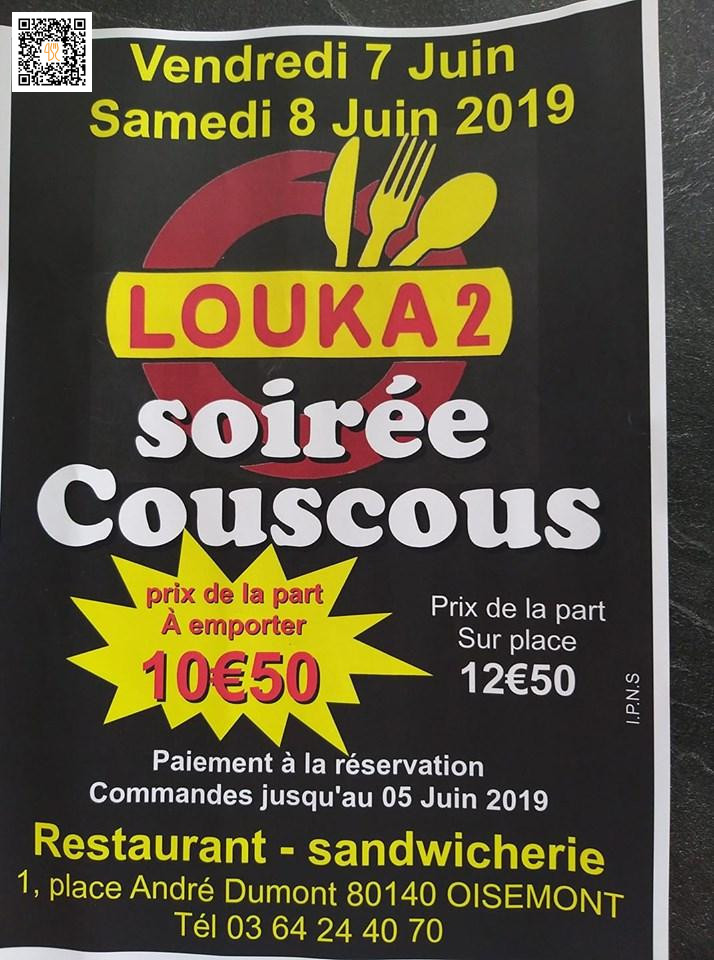 Vendredi 7 Juin
Samedi 8 Juin 2019
LOUKA 2
soirée
Couscous
prix de la part
À emporter
10€50
Prix de la part
Sur place
12€50
I.P.N.S
Paiement à la réservation
Commandes jusqu'au 05 Juin 2019
Restaurant - sandwicherie
1, place André Dumont 80140 OISEMONT
Tél 03 64 24 40 70